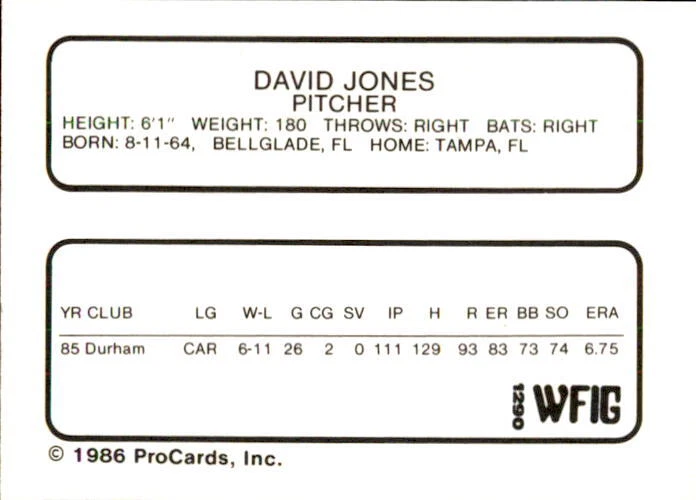 DAVID JONES
PITCHER
HEIGHT: 6'1" WEIGHT: 180 THROWS: RIGHT BATS: RIGHT
BORN: 8-11-64, BELLGLADE, FL HOME: TAMPA, FL
YR CLUB LG W-L G CG SV IP H R ER BB SO ERA
85 Durham CAR 6-11 26 2 0 111 129 93 83 73 74 6.75
1290 WFIG
© 1986 ProCards, Inc.